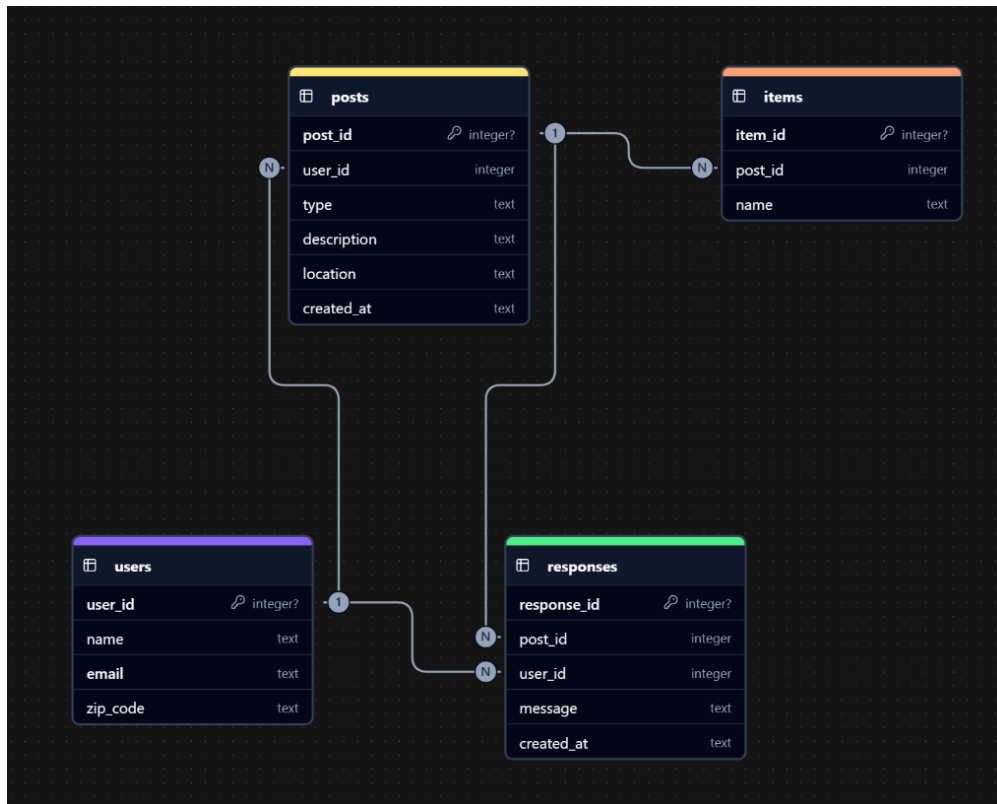 posts
post_id integer?
user_id integer
type text
description text
location text
created_at text
items
item_id integer?
post_id integer
name text
1
N
N
users
user_id integer?
name text
email text
zip_code text
1
responses
response_id integer?
post_id integer
user_id integer
message text
created_at text
N
N